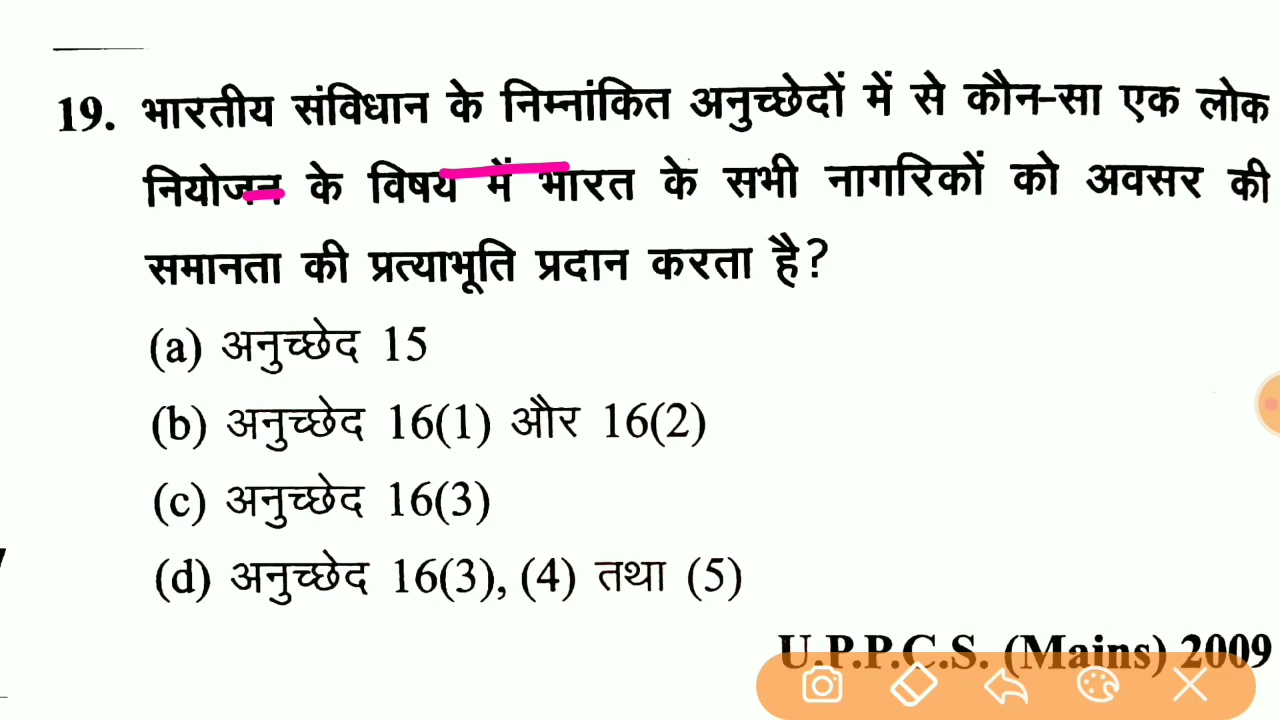 19. भारतीय संविधान के निम्नांकित अनुच्छेदों में से कौन-सा एक लोक
नियोजन के विषय में भारत के सभी नागरिकों को अवसर की
समानता की प्रत्याभूति प्रदान करता है?
(a) अनुच्छेद 15
(b) अनुच्छेद 16(1) और 16(2)
(c) अनुच्छेद 16(3)
(d) अनुच्छेद 16(3), (4) तथा (5)
U.P.P.C.S. (Mains) 2009